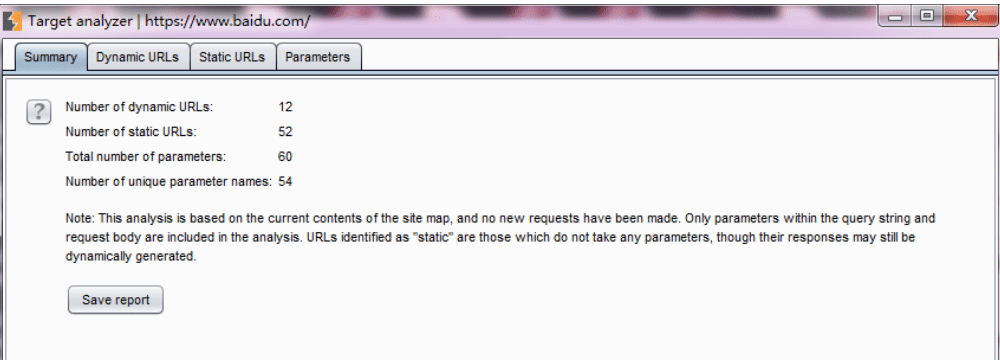 Target analyzer | https://www.baidu.com/
Summary Dynamic URLs Static URLs Parameters
? Number of dynamic URLs: 12
Number of static URLs: 52
Total number of parameters: 60
Number of unique parameter names: 54
Note: This analysis is based on the current contents of the site map, and no new requests have been made. Only parameters within the query string and
request body are included in the analysis. URLs identified as "static" are those which do not take any parameters, though their responses may still be
dynamically generated.
Save report